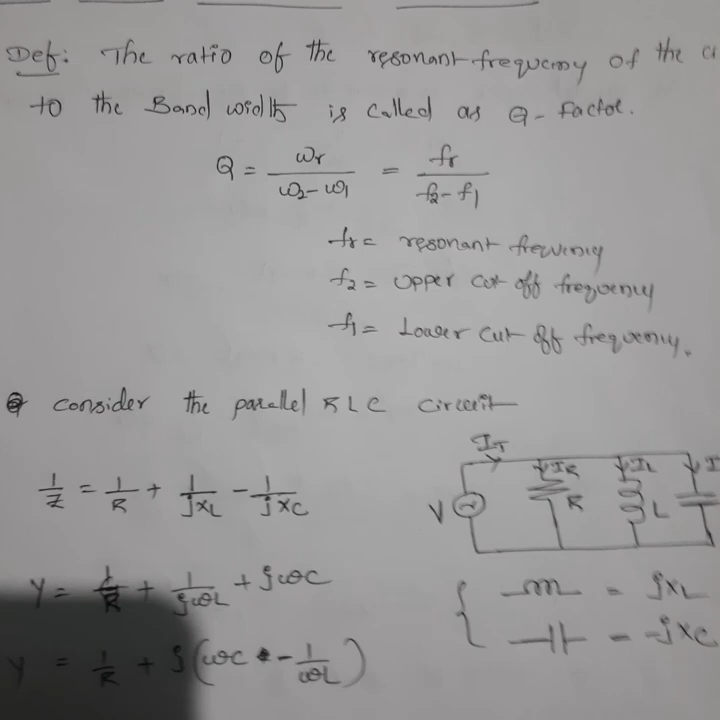 Def: The ratio of the resonant frequency of the
to the Band width is called as Q - factor.
Q = ωr / (ω2 - ω1) = fr / (f2 - f1)
fr = resonant frequency
f2 = upper cut off frequency
f1 = Lower cut off frequency.
consider the parallel RLC circuit
1/Z = 1/R + 1/jXL - 1/jXC
IT
IR
IL
I
V
R
L
Y = 1/R + 1/jωL + jωC
= jXL
= -jXC
Y = 1/R + j(ωC - 1/ωL)